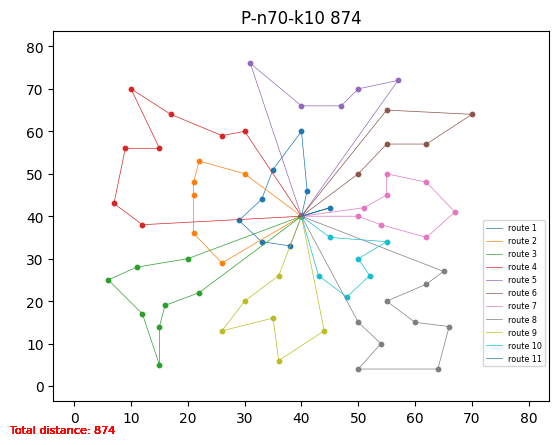 P-n70-k10 874
80
70
60
50
40
30
20
10
0
0 10 20 30 40 50 60 70 80
route 1
route 2
route 3
route 4
route 5
route 6
route 7
route 8
route 9
route 10
route 11
Total distance: 874